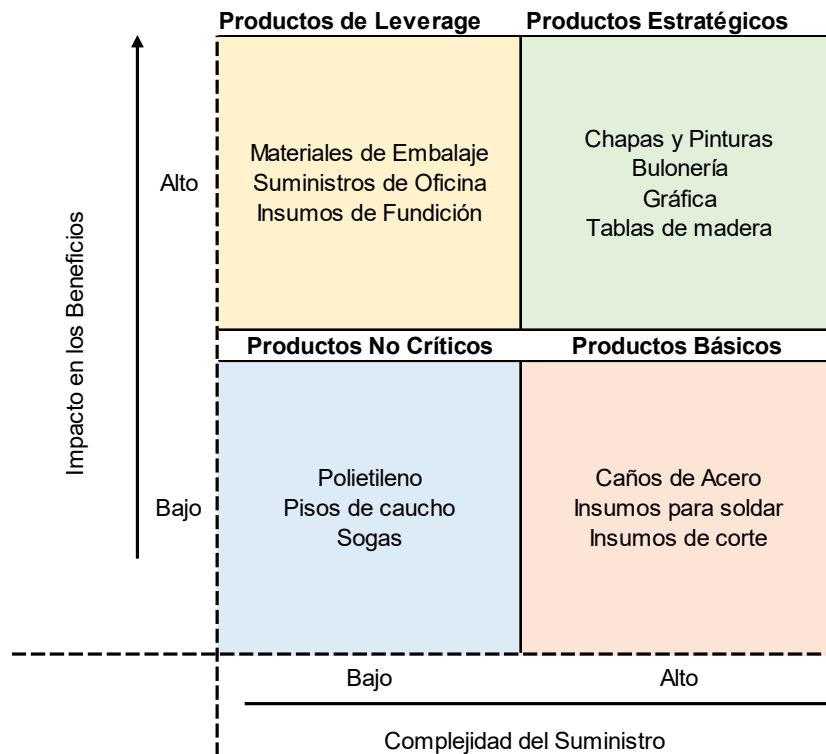 Productos de Leverage
Productos Estratégicos
Impacto en los Beneficios
Alto
Materiales de Embalaje
Suministros de Oficina
Insumos de Fundición
Chapas y Pinturas
Bulonería
Gráfica
Tablas de madera
Productos No Críticos
Productos Básicos
Bajo
Polietileno
Pisos de caucho
Sogas
Caños de Acero
Insumos para soldar
Insumos de corte
Bajo
Alto
Complejidad del Suministro